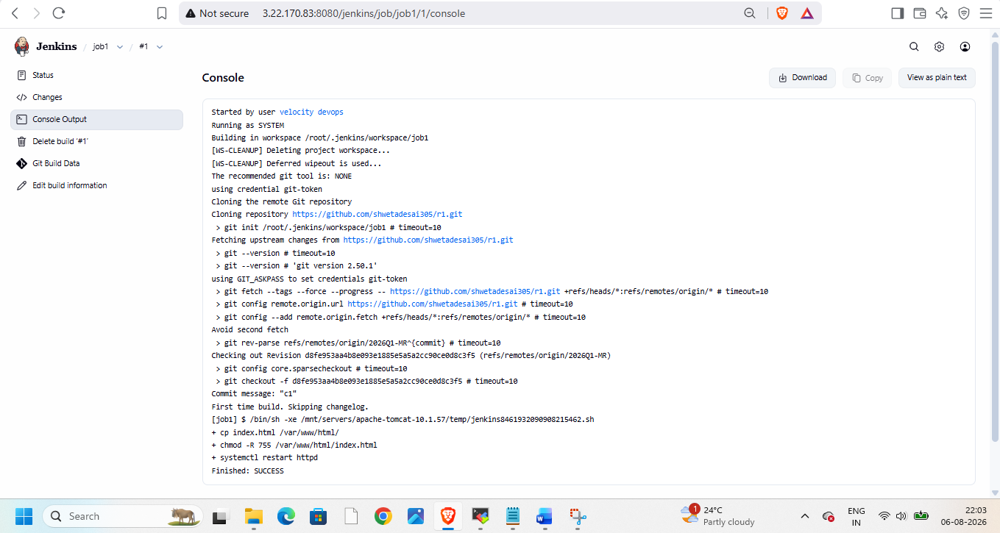 Not secure 3.22.170.83:8080/jenkins/job/job1/1/console
Jenkins / job1 / #1
Status
Changes
Console Output
Delete build '#1'
Git Build Data
Edit build information
Console
Download
Copy
View as plain text
Started by user velocity devops
Running as SYSTEM
Building in workspace /root/.jenkins/workspace/job1
[WS-CLEANUP] Deleting project workspace...
[WS-CLEANUP] Deferred wipeout is used...
The recommended git tool is: NONE
using credential git-token
Cloning the remote Git repository
Cloning repository https://github.com/shwetadesai305/r1.git
> git init /root/.jenkins/workspace/job1 # timeout=10
Fetching upstream changes from https://github.com/shwetadesai305/r1.git
> git --version # timeout=10
> git --version # 'git version 2.50.1'
using GIT_ASKPASS to set credentials git-token
> git fetch --tags --force --progress -- https://github.com/shwetadesai305/r1.git +refs/heads/*:refs/remotes/origin/* # timeout=10
> git config remote.origin.url https://github.com/shwetadesai305/r1.git # timeout=10
> git config --add remote.origin.fetch +refs/heads/*:refs/remotes/origin/* # timeout=10
Avoid second fetch
> git rev-parse refs/remotes/origin/2026Q1-MR^{commit} # timeout=10
Checking out Revision d8fe953aa4b8e093e1885e5a5a2cc90ce0d8c3f5 (refs/remotes/origin/2026Q1-MR)
> git config core.sparsecheckout # timeout=10
> git checkout -f d8fe953aa4b8e093e1885e5a5a2cc90ce0d8c3f5 # timeout=10
Commit message: "c1"
First time build. Skipping changelog.
[job1] $ /bin/sh -xe /mnt/servers/apache-tomcat-10.1.57/temp/jenkins8461932090908215462.sh
+ cp index.html /var/www/html/
+ chmod -R 755 /var/www/html/index.html
+ systemctl restart httpd
Finished: SUCCESS
Search
1
24°C
Partly cloudy
ENG
IN
22:03
06-08-2026